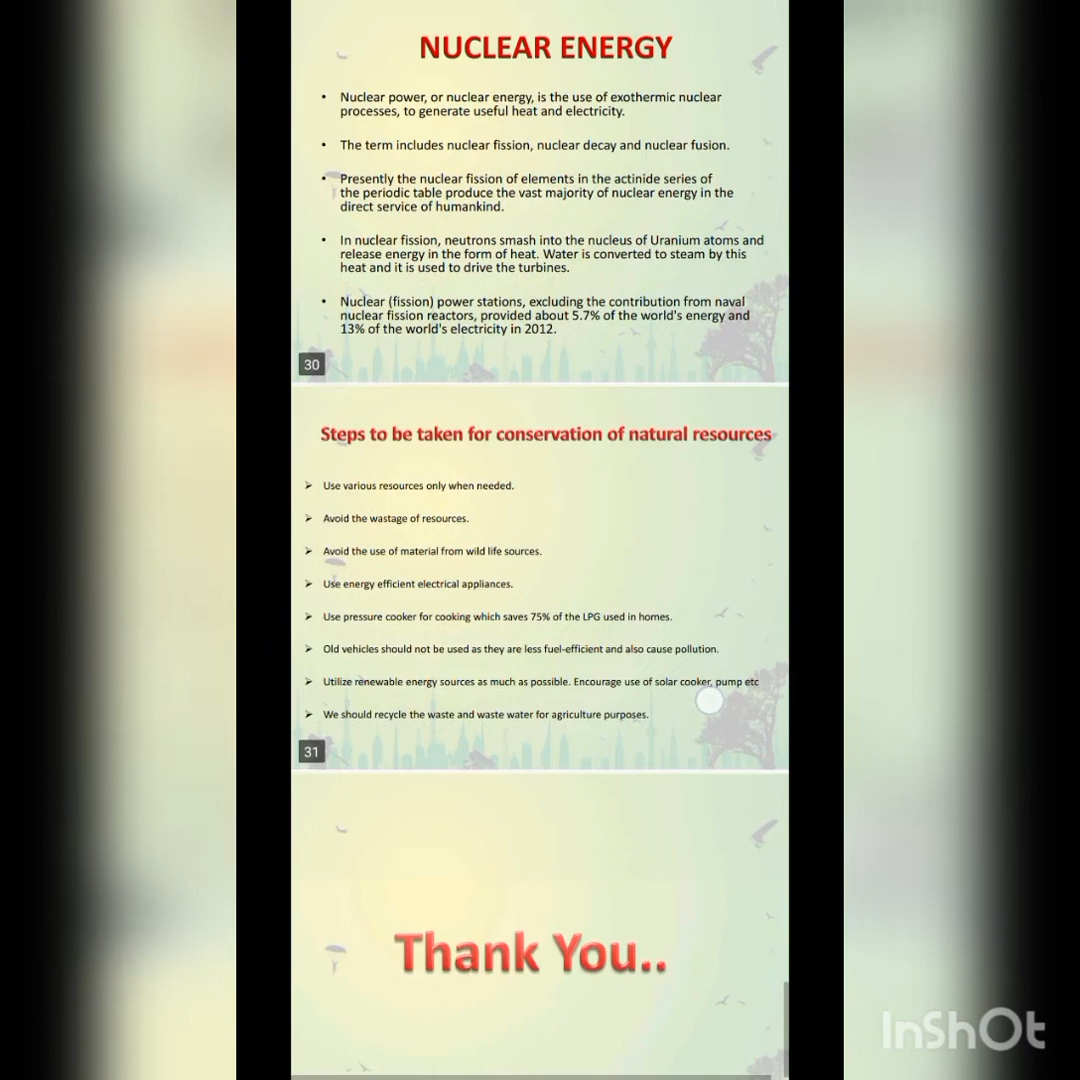 NUCLEAR ENERGY
• Nuclear power, or nuclear energy, is the use of exothermic nuclear
processes, to generate useful heat and electricity.
• The term includes nuclear fission, nuclear decay and nuclear fusion.
• Presently the nuclear fission of elements in the actinide series of
the periodic table produce the vast majority of nuclear energy in the
direct service of humankind.
• In nuclear fission, neutrons smash into the nucleus of Uranium atoms and
release energy in the form of heat. Water is converted to steam by this
heat and it is used to drive the turbines.
• Nuclear (fission) power stations, excluding the contribution from naval
nuclear fission reactors, provided about 5.7% of the world's energy and
13% of the world's electricity in 2012.
30
Steps to be taken for conservation of natural resources
➢ Use various resources only when needed.
➢ Avoid the wastage of resources.
➢ Avoid the use of material from wild life sources.
➢ Use energy efficient electrical appliances.
➢ Use pressure cooker for cooking which saves 75% of the LPG used in homes.
➢ Old vehicles should not be used as they are less fuel-efficient and also cause pollution.
➢ Utilize renewable energy sources as much as possible. Encourage use of solar cooker, pump etc
➢ We should recycle the waste and waste water for agriculture purposes.
31
Thank You..
InShOt